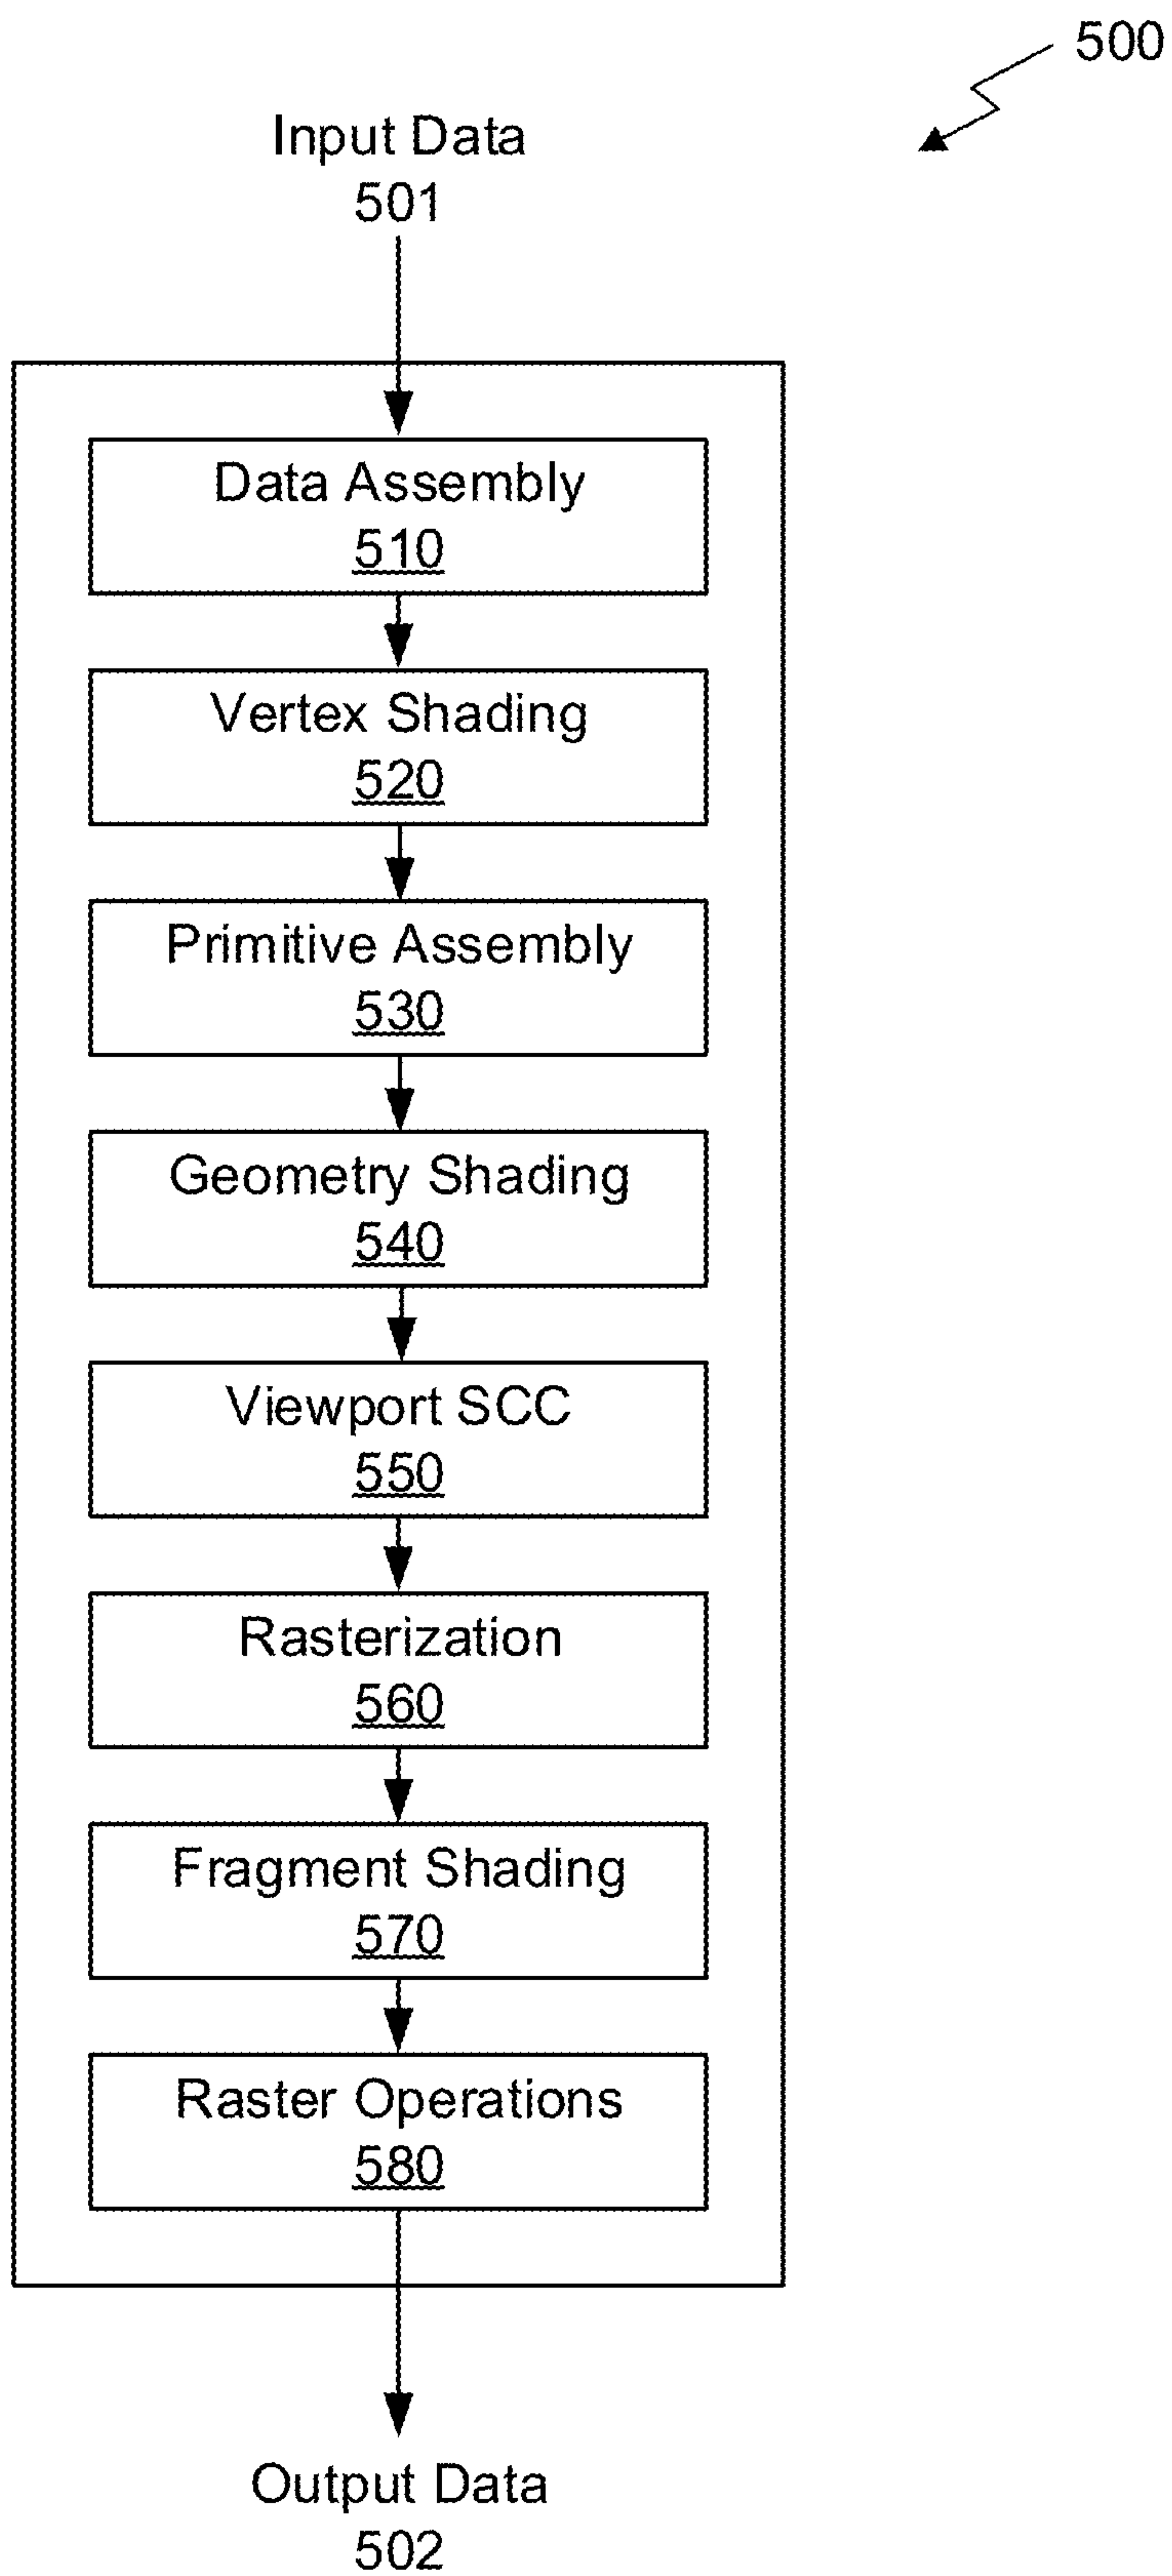 500
Input Data
501
Data Assembly
510
Vertex Shading
520
Primitive Assembly
530
Geometry Shading
540
Viewport SCC
550
Rasterization
560
Fragment Shading
570
Raster Operations
580
Output Data
502